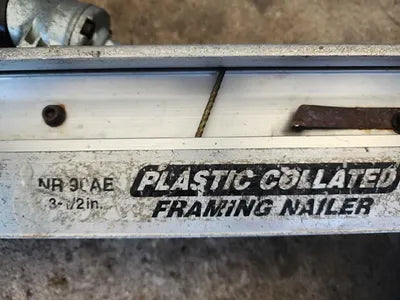 NR 90AE PLASTIC COLLATED
3-1/2in. FRAMING NAILER